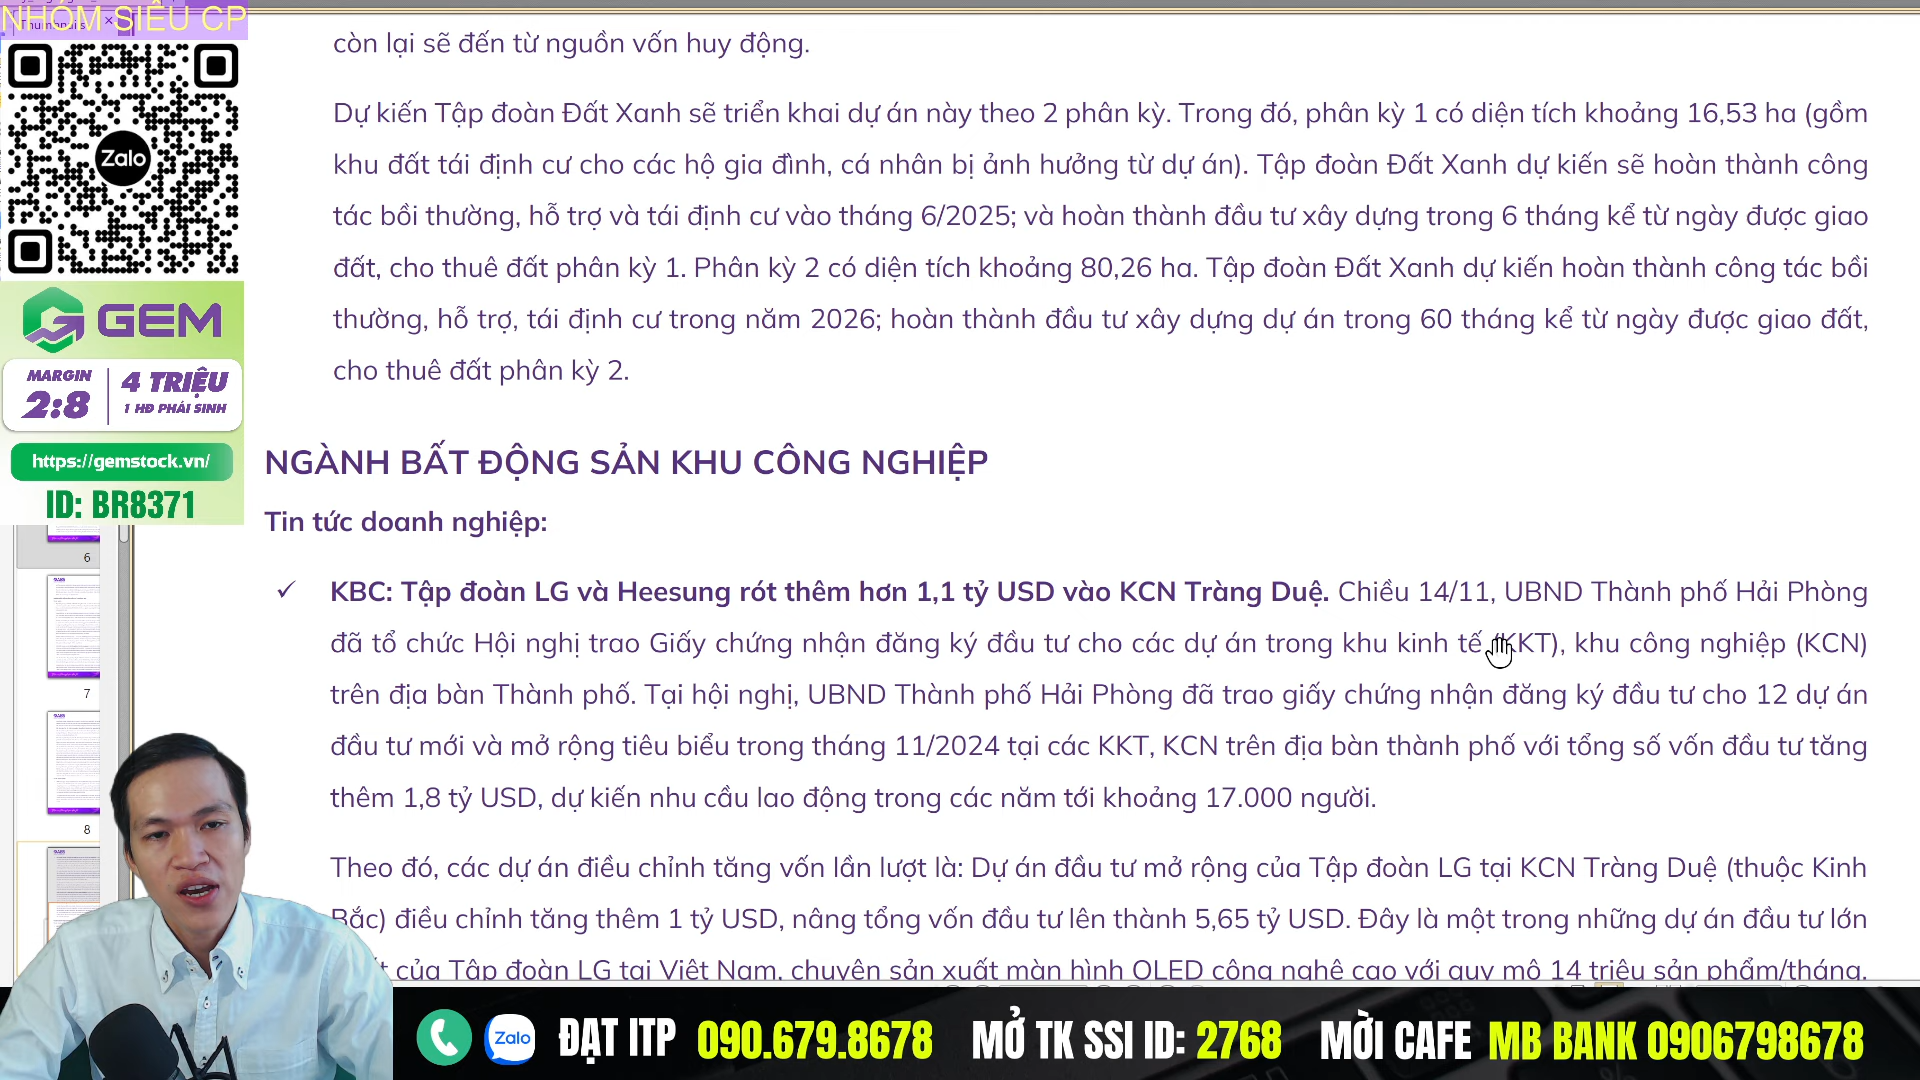 NHÓM SIÊU CP
Zalo
GEM
MARGIN
2:8
4 TRIỆU
1 HĐ PHÁI SINH
https://gemstock.vn/
ID: BR8371
6
7
8
còn lại sẽ đến từ nguồn vốn huy động.
Dự kiến Tập đoàn Đất Xanh sẽ triển khai dự án này theo 2 phân kỳ. Trong đó, phân kỳ 1 có diện tích khoảng 16,53 ha (gồm
khu đất tái định cư cho các hộ gia đình, cá nhân bị ảnh hưởng từ dự án). Tập đoàn Đất Xanh dự kiến sẽ hoàn thành công
tác bồi thường, hỗ trợ và tái định cư vào tháng 6/2025; và hoàn thành đầu tư xây dựng trong 6 tháng kể từ ngày được giao
đất, cho thuê đất phân kỳ 1. Phân kỳ 2 có diện tích khoảng 80,26 ha. Tập đoàn Đất Xanh dự kiến hoàn thành công tác bồi
thường, hỗ trợ, tái định cư trong năm 2026; hoàn thành đầu tư xây dựng dự án trong 60 tháng kể từ ngày được giao đất,
cho thuê đất phân kỳ 2.
NGÀNH BẤT ĐỘNG SẢN KHU CÔNG NGHIỆP
Tin tức doanh nghiệp:
✓ KBC: Tập đoàn LG và Heesung rót thêm hơn 1,1 tỷ USD vào KCN Tràng Duệ. Chiều 14/11, UBND Thành phố Hải Phòng
đã tổ chức Hội nghị trao Giấy chứng nhận đăng ký đầu tư cho các dự án trong khu kinh tế (KKT), khu công nghiệp (KCN)
trên địa bàn Thành phố. Tại hội nghị, UBND Thành phố Hải Phòng đã trao giấy chứng nhận đăng ký đầu tư cho 12 dự án
đầu tư mới và mở rộng tiêu biểu trong tháng 11/2024 tại các KKT, KCN trên địa bàn thành phố với tổng số vốn đầu tư tăng
thêm 1,8 tỷ USD, dự kiến nhu cầu lao động trong các năm tới khoảng 17.000 người.
Theo đó, các dự án điều chỉnh tăng vốn lần lượt là: Dự án đầu tư mở rộng của Tập đoàn LG tại KCN Tràng Duệ (thuộc Kinh
Bắc) điều chỉnh tăng thêm 1 tỷ USD, nâng tổng vốn đầu tư lên thành 5,65 tỷ USD. Đây là một trong những dự án đầu tư lớn
của Tập đoàn LG tại Việt Nam, chuyên sản xuất màn hình OLED công nghệ cao với quy mô 14 triệu sản phẩm/tháng.
Zalo ĐẠT ITP 090.679.8678 MỞ TK SSI ID: 2768 MỜI CAFE MB BANK 0906798678